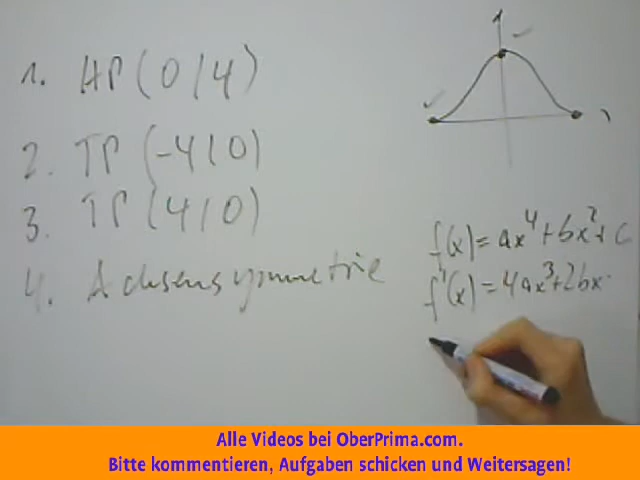 1. HP (0/4)
2. TP (-4/0)
3. TP (4/0)
4. Achsensymmetrie
f(x)=ax⁴+bx²+c
f'(x)=4ax³+2bx
Alle Videos bei OberPrima.com.
Bitte kommentieren, Aufgaben schicken und Weitersagen!